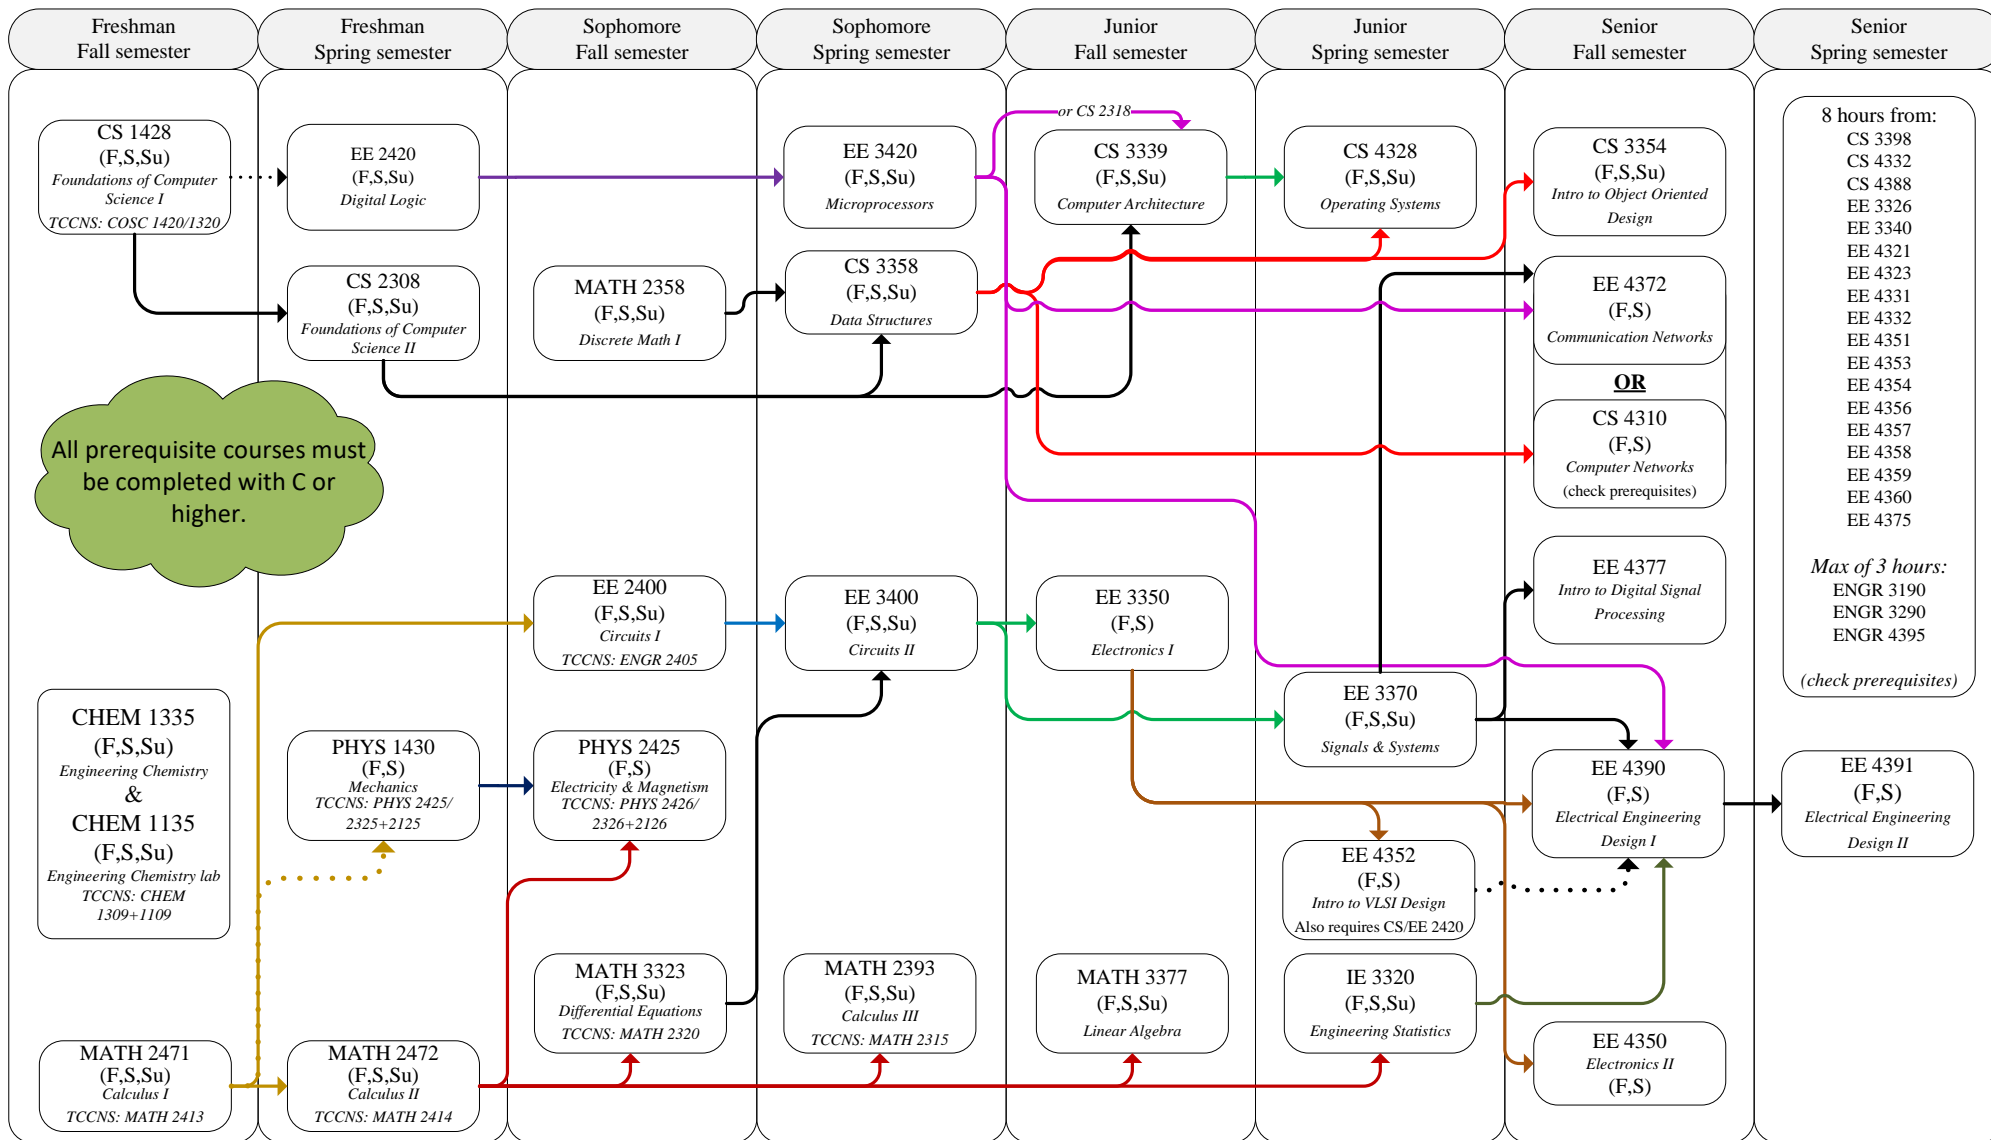 Freshman
Fall semester
Freshman
Spring semester
Sophomore
Fall semester
Sophomore
Spring semester
Junior
Fall semester
Junior
Spring semester
Senior
Fall semester
Senior
Spring semester
CS 1428
(F,S,Su)
Foundations of Computer
Science I
TCCNS: COSC 1420/1320
CHEM 1335
(F,S,Su)
Engineering Chemistry
&
CHEM 1135
(F,S,Su)
Engineering Chemistry lab
TCCNS: CHEM
1309+1109
MATH 2471
(F,S,Su)
Calculus I
TCCNS: MATH 2413
All prerequisite courses must
be completed with C or
higher.
EE 2420
(F,S,Su)
Digital Logic
CS 2308
(F,S,Su)
Foundations of Computer
Science II
PHYS 1430
(F,S)
Mechanics
TCCNS: PHYS 2425/
2325+2125
MATH 2472
(F,S,Su)
Calculus II
TCCNS: MATH 2414
MATH 2358
(F,S,Su)
Discrete Math I
EE 2400
(F,S,Su)
Circuits I
TCCNS: ENGR 2405
PHYS 2425
(F,S)
Electricity & Magnetism
TCCNS: PHYS 2426/
2326+2126
MATH 3323
(F,S,Su)
Differential Equations
TCCNS: MATH 2320
EE 3420
(F,S,Su)
Microprocessors
CS 3358
(F,S,Su)
Data Structures
EE 3400
(F,S,Su)
Circuits II
MATH 2393
(F,S,Su)
Calculus III
TCCNS: MATH 2315
or CS 2318
CS 3339
(F,S,Su)
Computer Architecture
EE 3350
(F,S)
Electronics I
MATH 3377
(F,S,Su)
Linear Algebra
CS 4328
(F,S,Su)
Operating Systems
EE 3370
(F,S,Su)
Signals & Systems
EE 4352
(F,S)
Intro to VLSI Design
Also requires CS/EE 2420
IE 3320
(F,S,Su)
Engineering Statistics
CS 3354
(F,S,Su)
Intro to Object Oriented
Design
EE 4372
(F,S)
Communication Networks
OR
CS 4310
(F,S)
Computer Networks
(check prerequisites)
EE 4377
Intro to Digital Signal
Processing
EE 4390
(F,S)
Electrical Engineering
Design I
EE 4350
Electronics II
(F,S)
8 hours from:
CS 3398
CS 4332
CS 4388
EE 3326
EE 3340
EE 4321
EE 4323
EE 4331
EE 4332
EE 4351
EE 4353
EE 4354
EE 4356
EE 4357
EE 4358
EE 4359
EE 4360
EE 4375
Max of 3 hours:
ENGR 3190
ENGR 3290
ENGR 4395
(check prerequisites)
EE 4391
(F,S)
Electrical Engineering
Design II